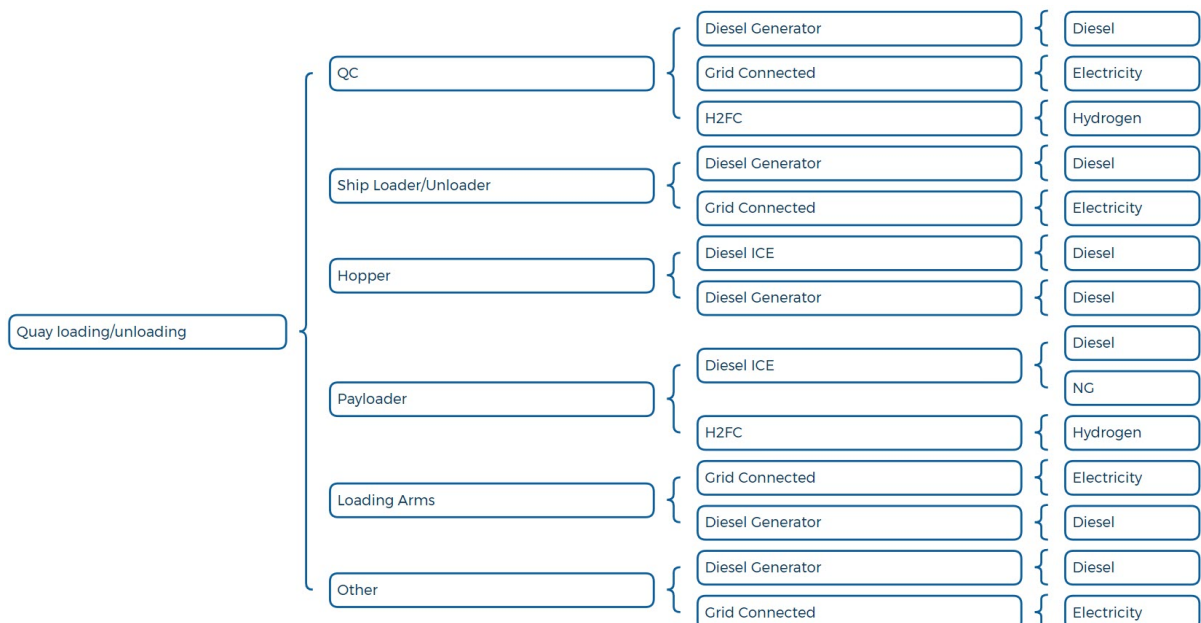 Quay loading/unloading
QC
Diesel Generator
Diesel
Grid Connected
Electricity
H2FC
Hydrogen
Ship Loader/Unloader
Diesel Generator
Diesel
Grid Connected
Electricity
Hopper
Diesel ICE
Diesel
Diesel Generator
Diesel
Payloader
Diesel ICE
Diesel
NG
H2FC
Hydrogen
Loading Arms
Grid Connected
Electricity
Diesel Generator
Diesel
Other
Diesel Generator
Diesel
Grid Connected
Electricity